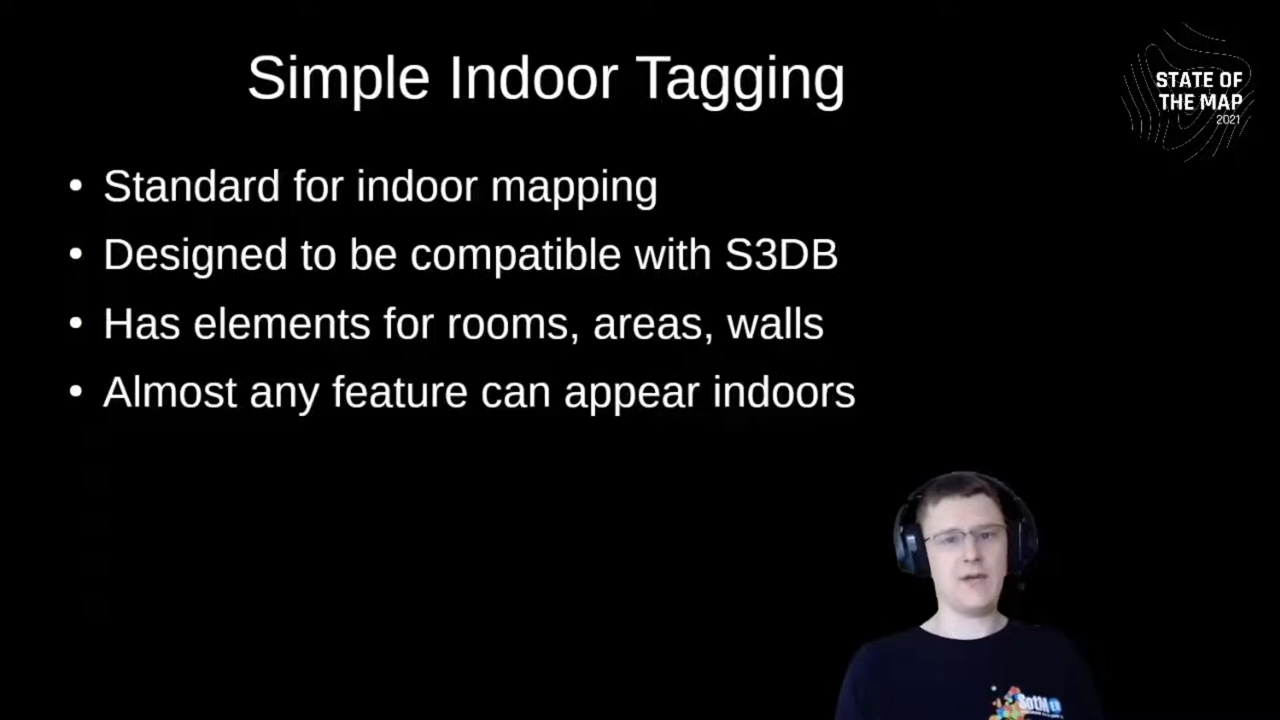 Simple Indoor Tagging
STATE OF
THE MAP
2021
• Standard for indoor mapping
• Designed to be compatible with S3DB
• Has elements for rooms, areas, walls
• Almost any feature can appear indoors
SotM